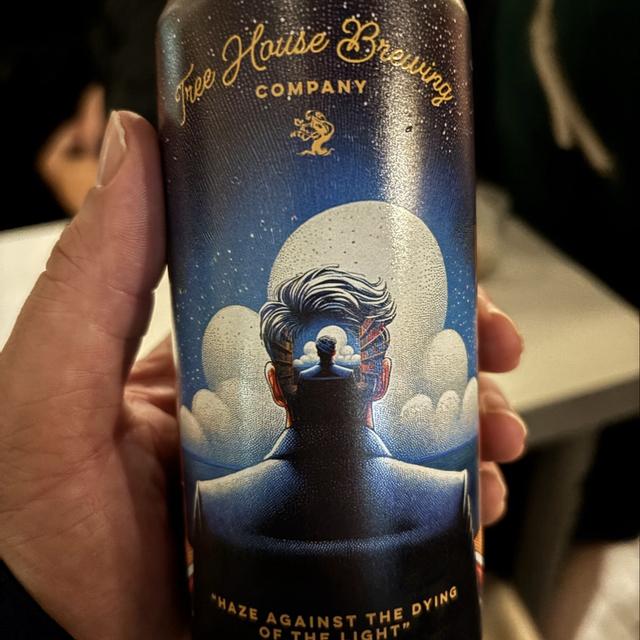 Tree House Brewing
COMPANY
"HAZE AGAINST THE DYING
OF THE LIGHT"